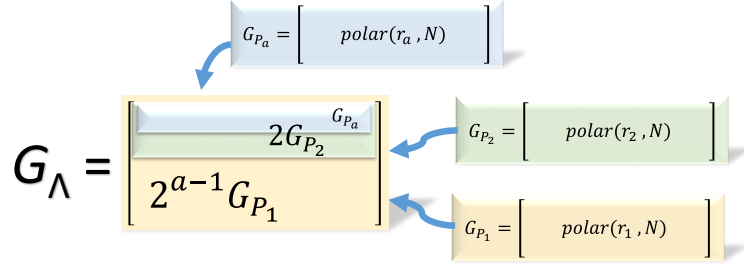 G_{P_a} = [ polar(r_a , N) ]
G_Λ = [ G_{P_a}
2G_{P_2}
2^{a-1}G_{P_1} ]
G_{P_2} = [ polar(r_2 , N) ]
G_{P_1} = [ polar(r_1 , N) ]